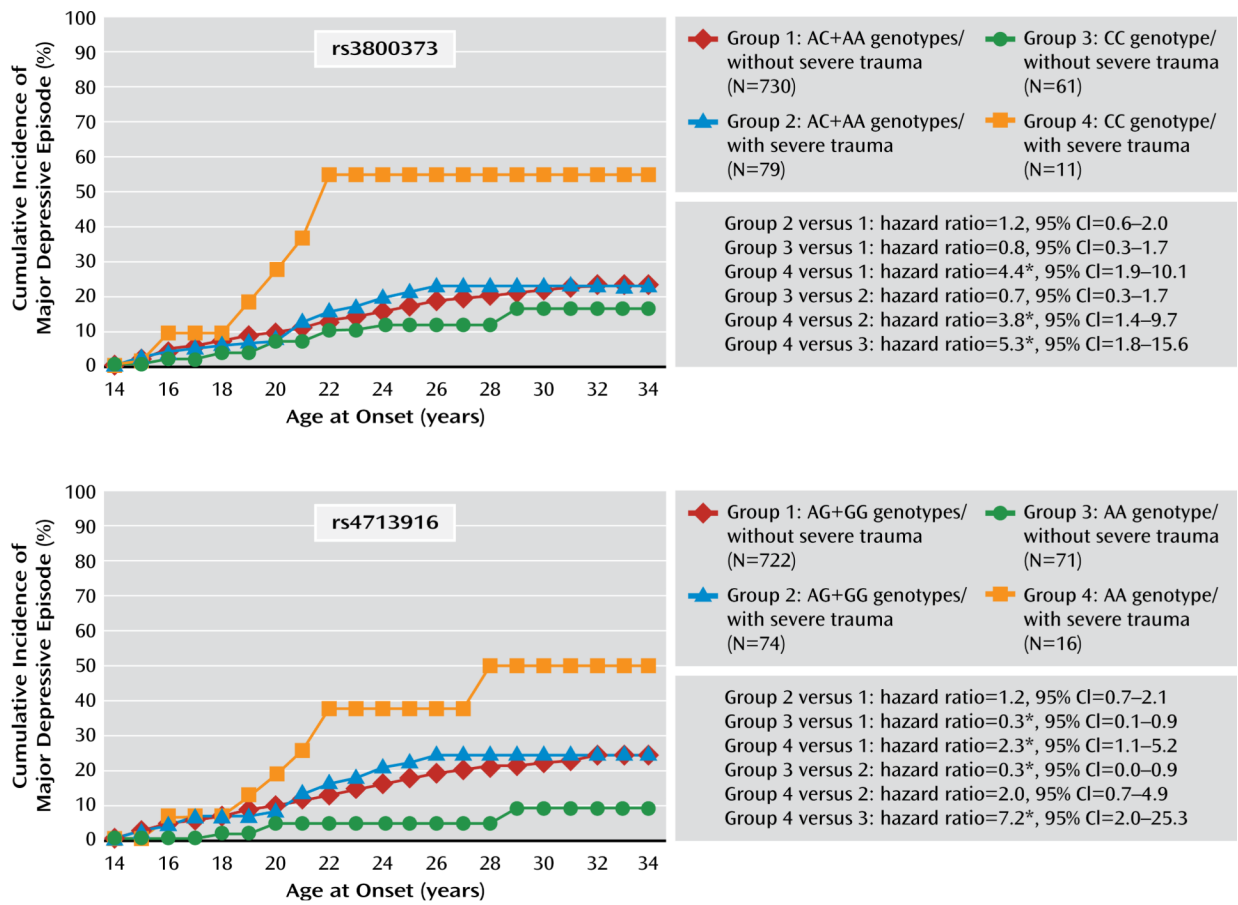 Cumulative Incidence of
Major Depressive Episode (%)
100
90
80
70
60
50
40
30
20
10
0
rs3800373
14 16 18 20 22 24 26 28 30 32 34
Age at Onset (years)
Group 1: AC+AA genotypes/
without severe trauma
(N=730)
Group 3: CC genotype/
without severe trauma
(N=61)
Group 2: AC+AA genotypes/
with severe trauma
(N=79)
Group 4: CC genotype/
with severe trauma
(N=11)
Group 2 versus 1: hazard ratio=1.2, 95% Cl=0.6–2.0
Group 3 versus 1: hazard ratio=0.8, 95% Cl=0.3–1.7
Group 4 versus 1: hazard ratio=4.4*, 95% Cl=1.9–10.1
Group 3 versus 2: hazard ratio=0.7, 95% Cl=0.3–1.7
Group 4 versus 2: hazard ratio=3.8*, 95% Cl=1.4–9.7
Group 4 versus 3: hazard ratio=5.3*, 95% Cl=1.8–15.6
Cumulative Incidence of
Major Depressive Episode (%)
100
90
80
70
60
50
40
30
20
10
0
rs4713916
14 16 18 20 22 24 26 28 30 32 34
Age at Onset (years)
Group 1: AG+GG genotypes/
without severe trauma
(N=722)
Group 3: AA genotype/
without severe trauma
(N=71)
Group 2: AG+GG genotypes/
with severe trauma
(N=74)
Group 4: AA genotype/
with severe trauma
(N=16)
Group 2 versus 1: hazard ratio=1.2, 95% Cl=0.7–2.1
Group 3 versus 1: hazard ratio=0.3*, 95% Cl=0.1–0.9
Group 4 versus 1: hazard ratio=2.3*, 95% Cl=1.1–5.2
Group 3 versus 2: hazard ratio=0.3*, 95% Cl=0.0–0.9
Group 4 versus 2: hazard ratio=2.0, 95% Cl=0.7–4.9
Group 4 versus 3: hazard ratio=7.2*, 95% Cl=2.0–25.3